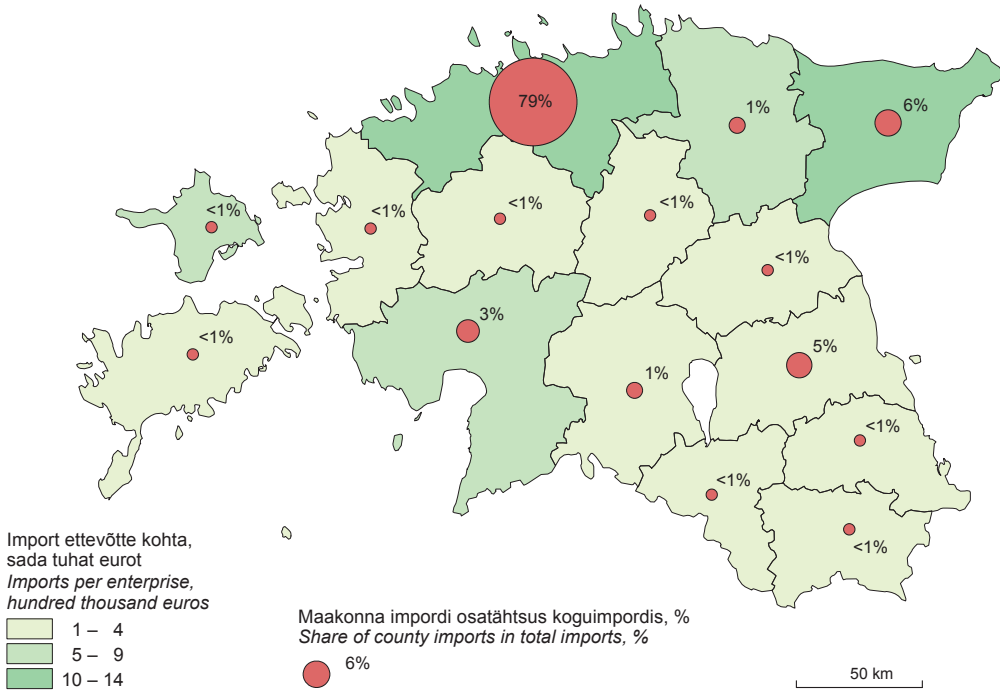 79%
1%
6%
<1%
<1%
<1%
<1%
<1%
<1%
3%
5%
1%
<1%
<1%
<1%
Import ettevõtte kohta,
sada tuhat eurot
Imports per enterprise,
hundred thousand euros
1 – 4
5 – 9
10 – 14
Maakonna impordi osatähtsus koguimpordis, %
Share of county imports in total imports, %
6%
50 km